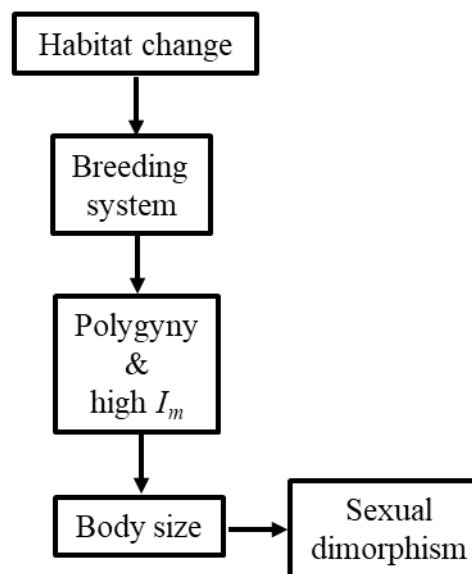 Habitat change
Breeding
system
Polygyny
&
high I_m
Body size
Sexual
dimorphism